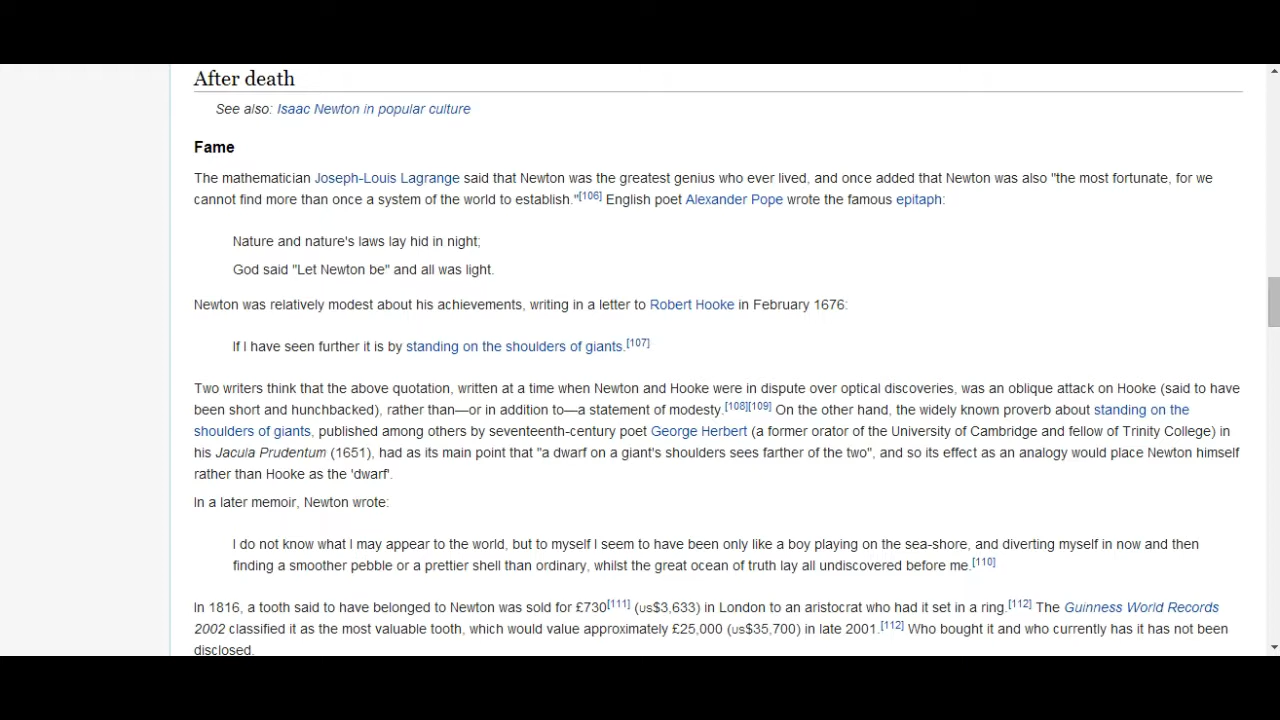 After death
See also: Isaac Newton in popular culture
Fame
The mathematician Joseph-Louis Lagrange said that Newton was the greatest genius who ever lived, and once added that Newton was also "the most fortunate, for we
cannot find more than once a system of the world to establish."[106] English poet Alexander Pope wrote the famous epitaph:
Nature and nature's laws lay hid in night;
God said "Let Newton be" and all was light.
Newton was relatively modest about his achievements, writing in a letter to Robert Hooke in February 1676:
If I have seen further it is by standing on the shoulders of giants.[107]
Two writers think that the above quotation, written at a time when Newton and Hooke were in dispute over optical discoveries, was an oblique attack on Hooke (said to have
been short and hunchbacked), rather than—or in addition to—a statement of modesty.[108][109] On the other hand, the widely known proverb about standing on the
shoulders of giants, published among others by seventeenth-century poet George Herbert (a former orator of the University of Cambridge and fellow of Trinity College) in
his Jacula Prudentum (1651), had as its main point that "a dwarf on a giant's shoulders sees farther of the two", and so its effect as an analogy would place Newton himself
rather than Hooke as the 'dwarf'.
In a later memoir, Newton wrote:
I do not know what I may appear to the world, but to myself I seem to have been only like a boy playing on the sea-shore, and diverting myself in now and then
finding a smoother pebble or a prettier shell than ordinary, whilst the great ocean of truth lay all undiscovered before me.[110]
In 1816, a tooth said to have belonged to Newton was sold for £730[111] (US$3,633) in London to an aristocrat who had it set in a ring.[112] The Guinness World Records
2002 classified it as the most valuable tooth, which would value approximately £25,000 (US$35,700) in late 2001.[112] Who bought it and who currently has it has not been
disclosed.